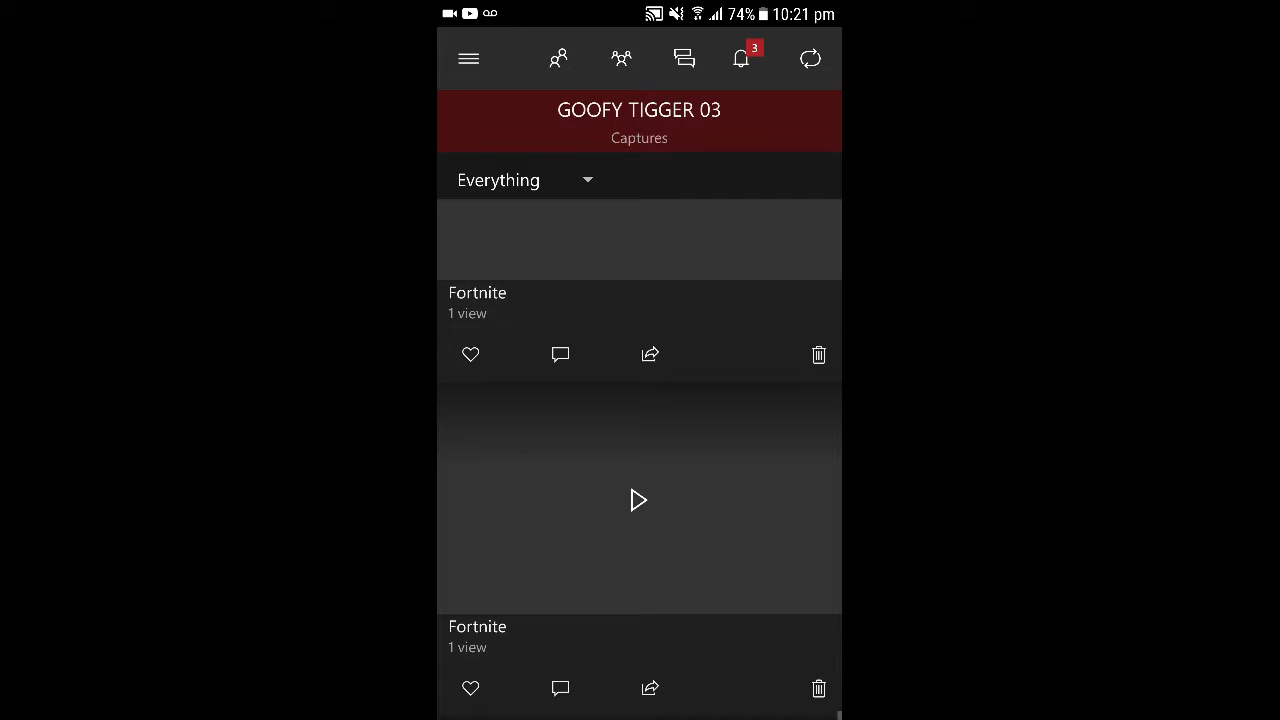 74% 10:21 pm
3
GOOFY TIGGER 03
Captures
Everything
Fortnite
1 view
Fortnite
1 view